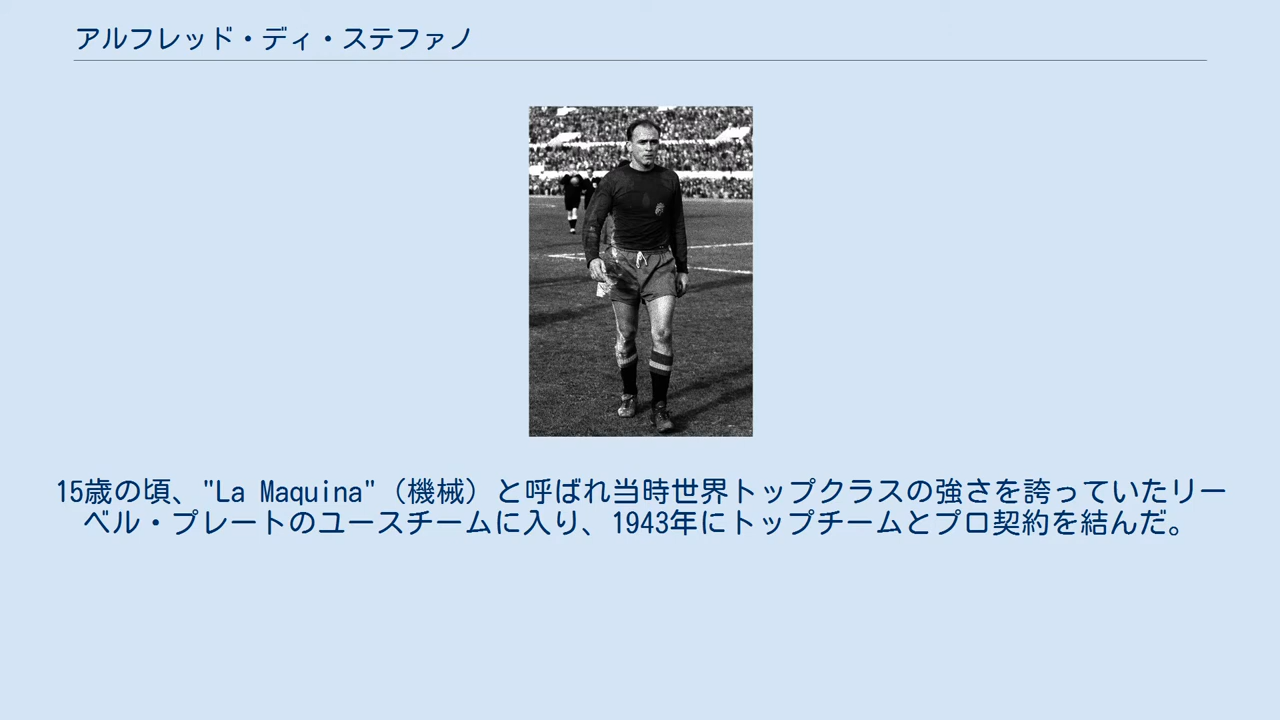 アルフレッド・ディ・ステファノ
15歳の頃、"La Maquina"（機械）と呼ばれ当時世界トップクラスの強さを誇っていたリー
ベル・プレートのユースチームに入り、1943年にトップチームとプロ契約を結んだ。